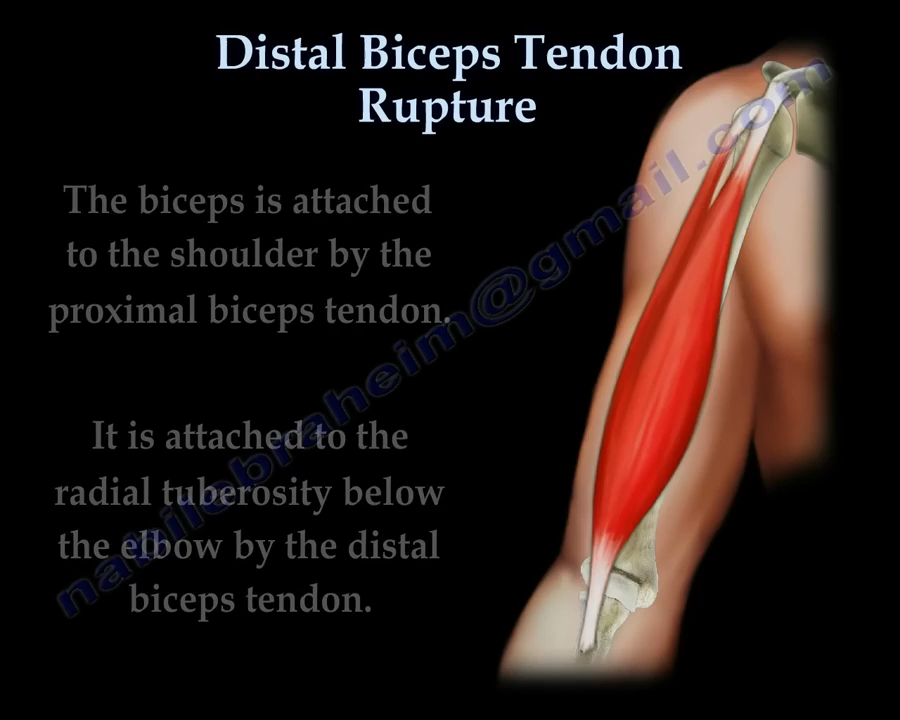 Distal Biceps Tendon
Rupture
The biceps is attached
to the shoulder by the
proximal biceps tendon.
It is attached to the
radial tuberosity below
the elbow by the distal
biceps tendon.
nabilebraheim@gmail.com